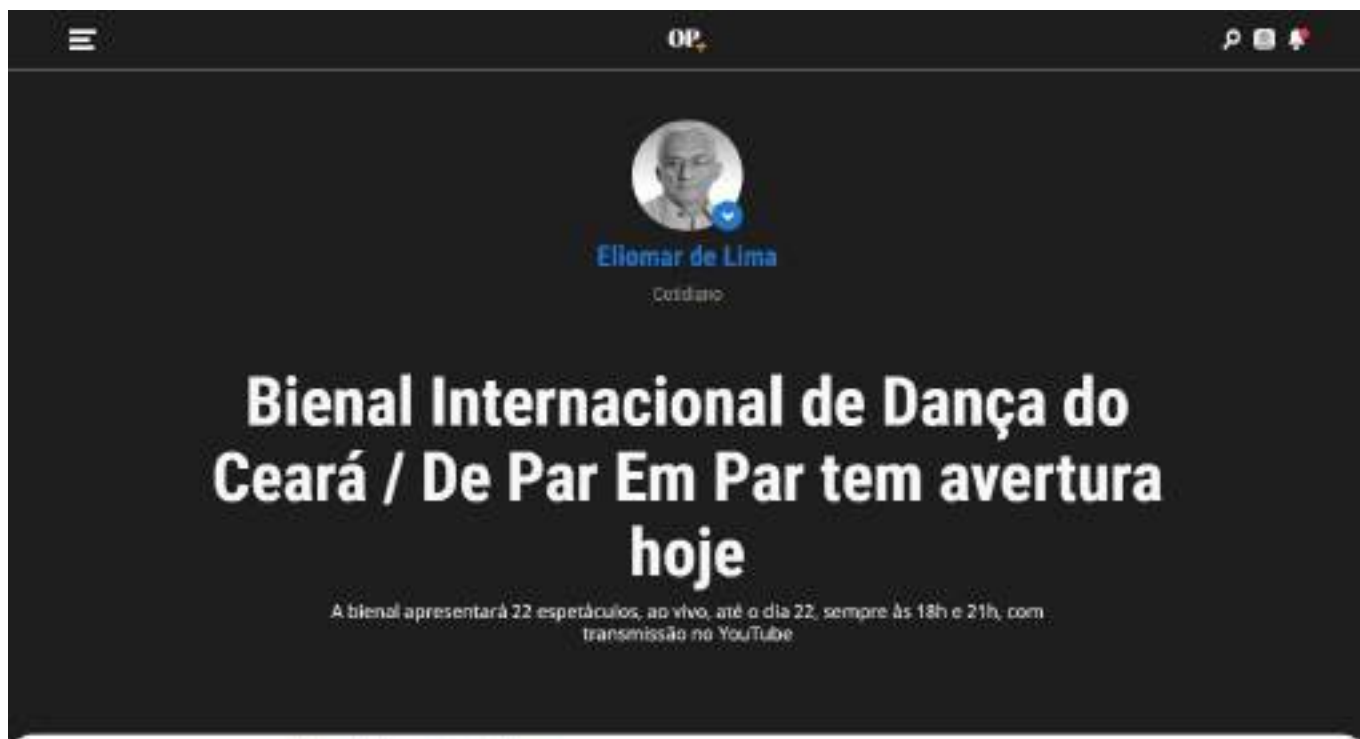 OP+
Eliomar de Lima
Cotidiano
Bienal Internacional de Dança do
Ceará / De Par Em Par tem avertura
hoje
A bienal apresentará 22 espetáculos, ao vivo, até o dia 22, sempre às 18h e 21h, com
transmissão no YouTube